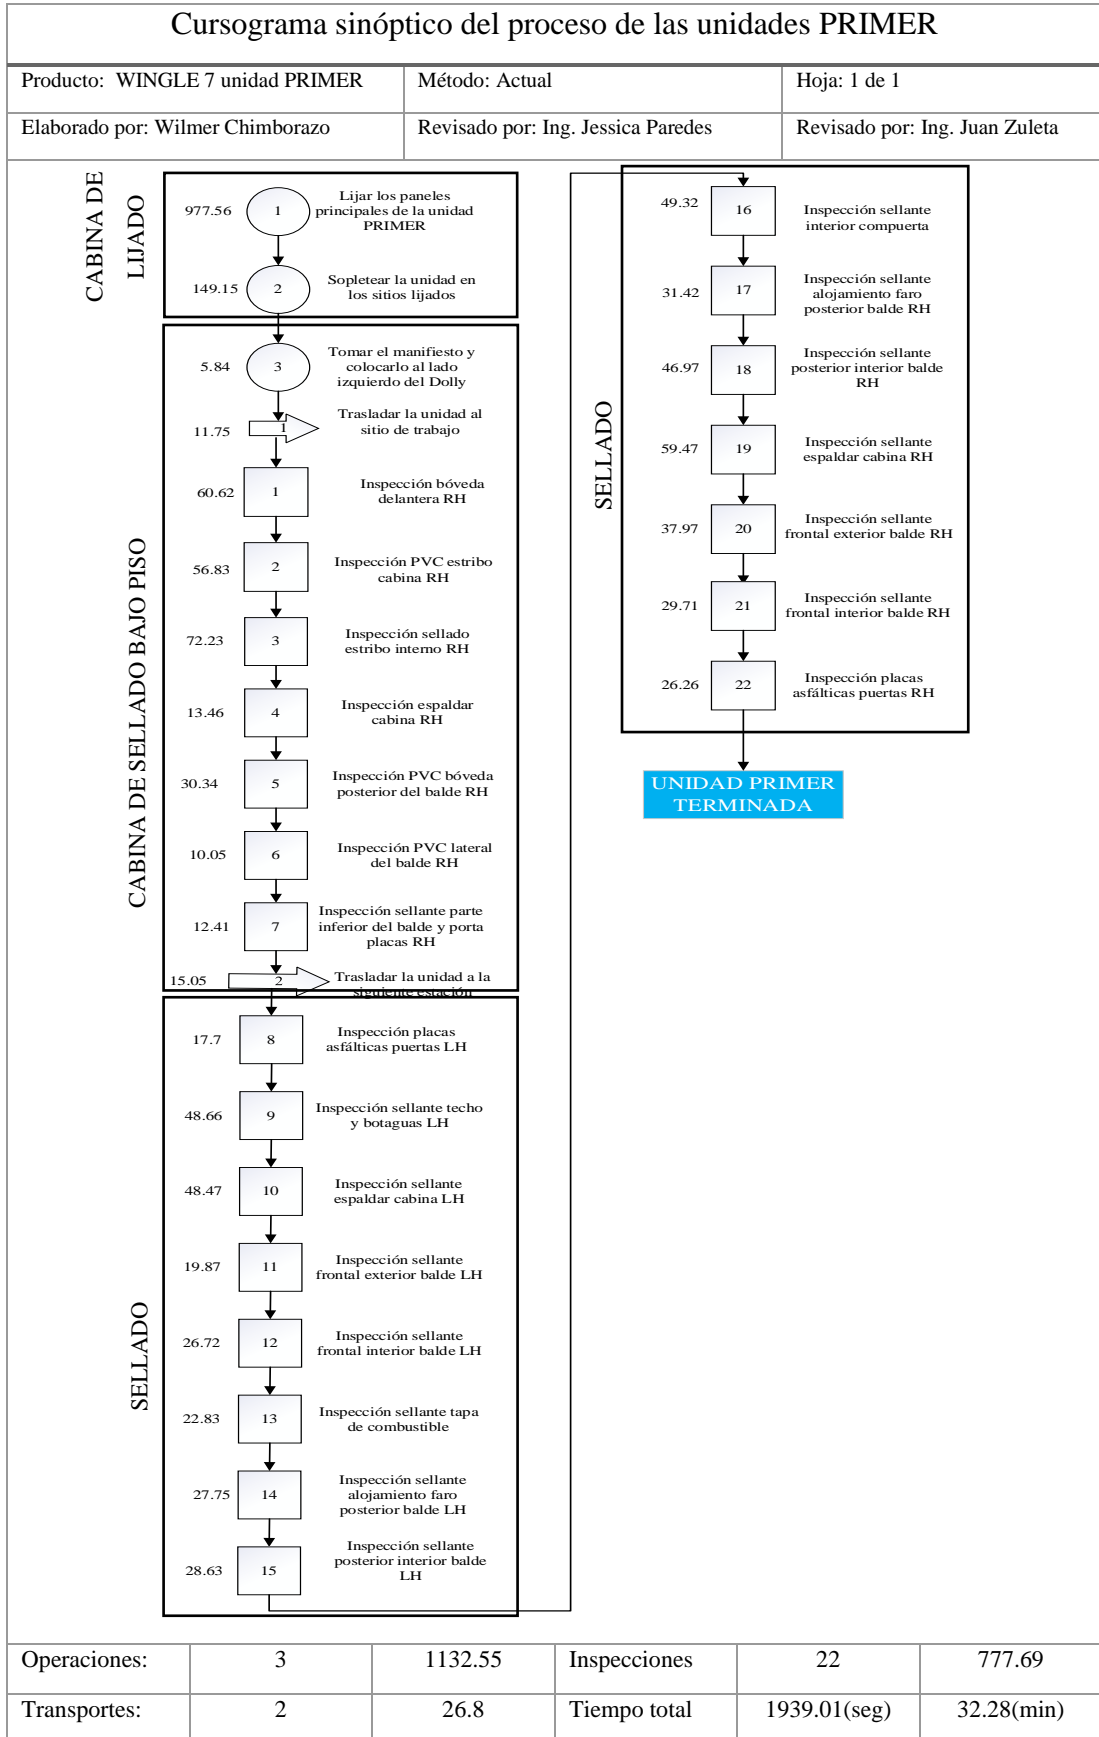 Cursograma sinóptico del proceso de las unidades PRIMER
Producto: WINGLE 7 unidad PRIMER
Método: Actual
Hoja: 1 de 1
Elaborado por: Wilmer Chimborazo
Revisado por: Ing. Jessica Paredes
Revisado por: Ing. Juan Zuleta
CABINA DE
LIJADO
977.56
1
Lijar los paneles
principales de la unidad
PRIMER
149.15
2
Sopletear la unidad en
los sitios lijados
CABINA DE SELLADO BAJO PISO
5.84
3
Tomar el manifiesto y
colocarlo al lado
izquierdo del Dolly
11.75
1
Trasladar la unidad al
sitio de trabajo
60.62
1
Inspección bóveda
delantera RH
56.83
2
Inspección PVC estribo
cabina RH
72.23
3
Inspección sellado
estribo interno RH
13.46
4
Inspección espaldar
cabina RH
30.34
5
Inspección PVC bóveda
posterior del balde RH
10.05
6
Inspección PVC lateral
del balde RH
12.41
7
Inspección sellante parte
inferior del balde y porta
placas RH
15.05
2
Trasladar la unidad a la
siguiente estación
SELLADO
17.7
8
Inspección placas
asfálticas puertas LH
48.66
9
Inspección sellante techo
y botaguas LH
48.47
10
Inspección sellante
espaldar cabina LH
19.87
11
Inspección sellante
frontal exterior balde LH
26.72
12
Inspección sellante
frontal interior balde LH
22.83
13
Inspección sellante tapa
de combustible
27.75
14
Inspección sellante
alojamiento faro
posterior balde LH
28.63
15
Inspección sellante
posterior interior balde
LH
SELLADO
49.32
16
Inspección sellante
interior compuerta
31.42
17
Inspección sellante
alojamiento faro
posterior balde RH
46.97
18
Inspección sellante
posterior interior balde
RH
59.47
19
Inspección sellante
espaldar cabina RH
37.97
20
Inspección sellante
frontal exterior balde RH
29.71
21
Inspección sellante
frontal interior balde RH
26.26
22
Inspección placas
asfálticas puertas RH
UNIDAD PRIMER
TERMINADA
Operaciones:
3
1132.55
Inspecciones
22
777.69
Transportes:
2
26.8
Tiempo total
1939.01(seg)
32.28(min)